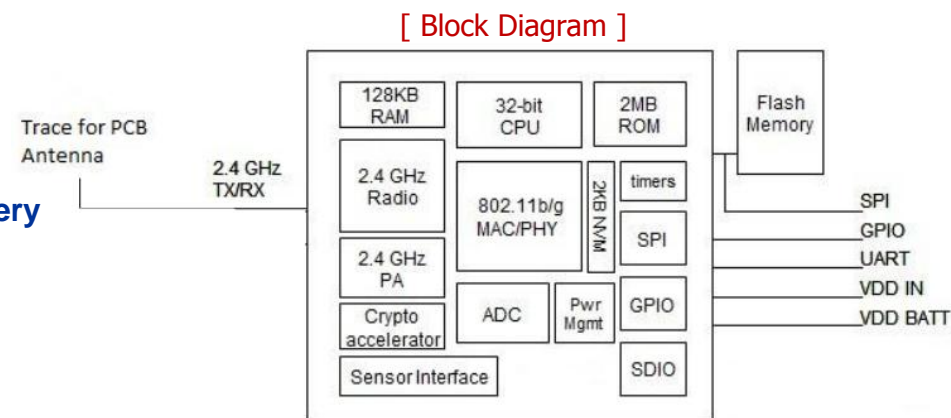 [ Block Diagram ]
Trace for PCB
Antenna
ery
2.4 GHz
TX/RX
128KB
RAM
32-bit
CPU
2MB
ROM
Flash
Memory
2.4 GHz
Radio
802.11b/g
MAC/PHY
2KB NVM
timers
SPI
2.4 GHz
PA
Crypto
accelerator
ADC
Pwr
Mgmt
GPIO
Sensor Interface
SDIO
SPI
GPIO
UART
VDD IN
VDD BATT